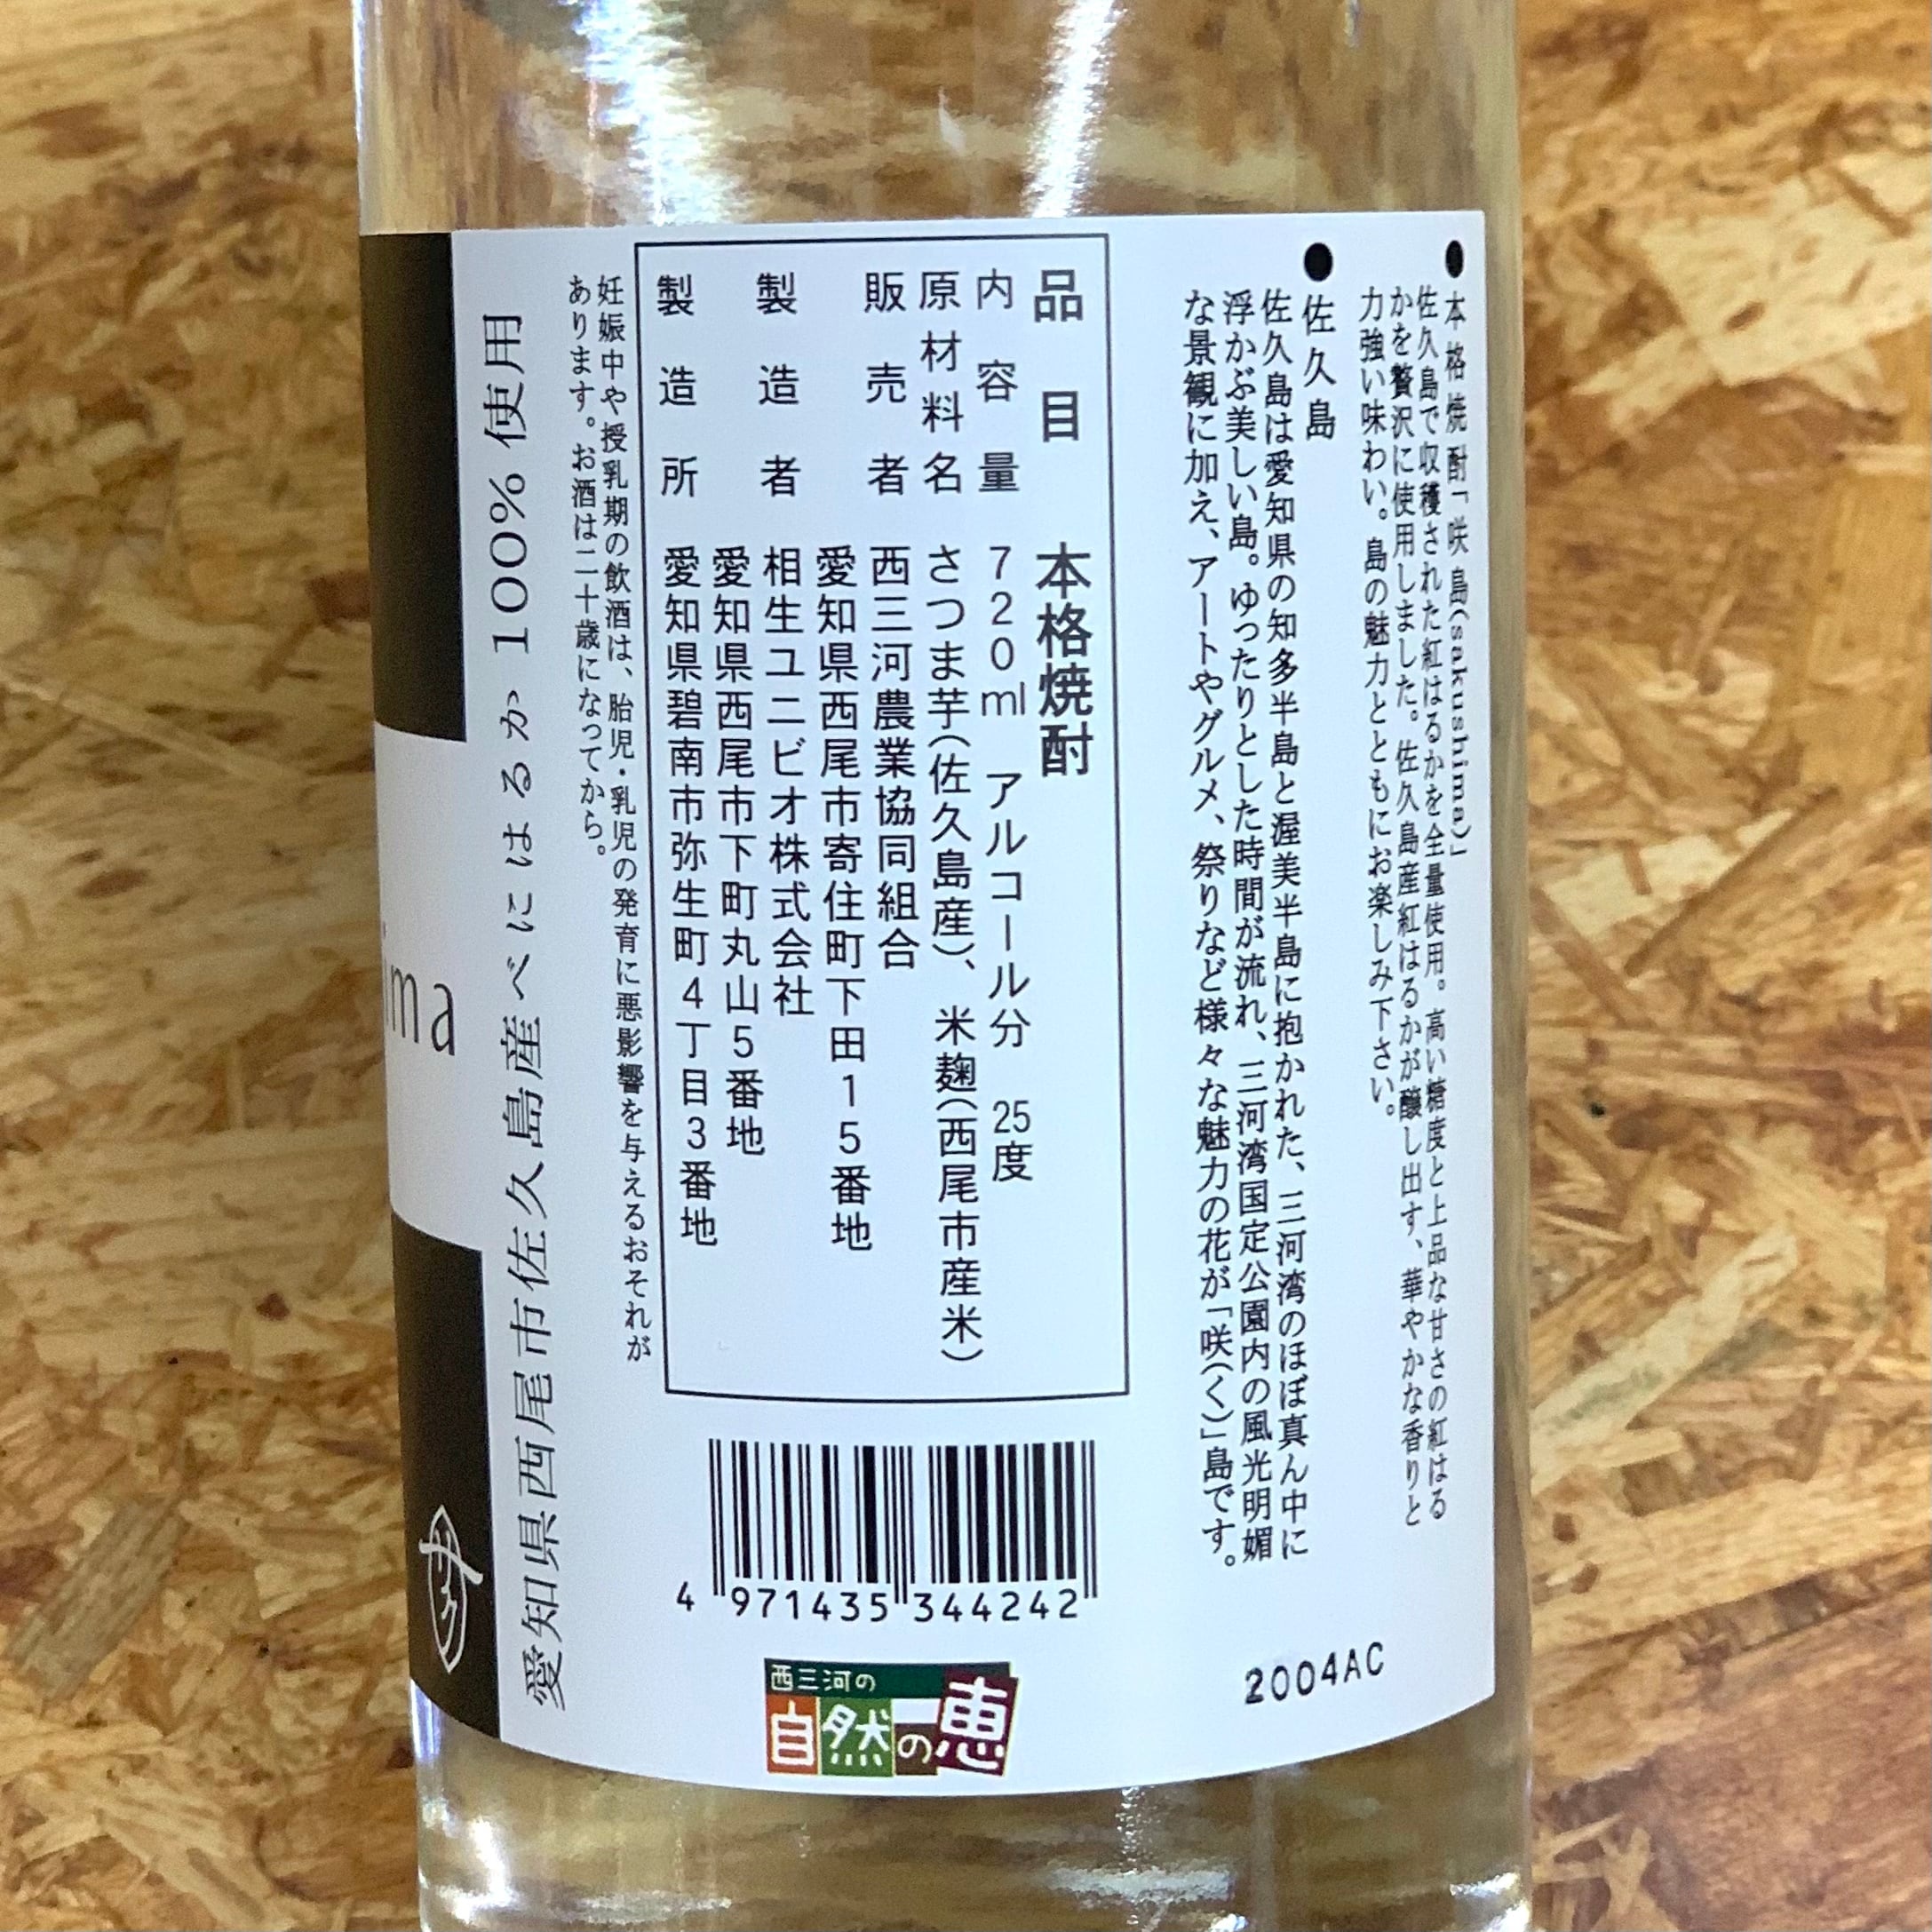 ●本格焼酎「咲島(sakushima)」
佐久島で収穫された紅はるかを全量使用。高い糖度と上品な甘さの紅はる
かを贅沢に使用しました。佐久島産紅はるかが醸し出す、華やかな香りと
力強い味わい。島の魅力とともにお楽しみ下さい。
●佐久島
佐久島は愛知県の知多半島と渥美半島に抱かれた、三河湾のほぼ真ん中に
浮かぶ美しい島。ゆったりとした時間が流れ、三河湾国定公園内の風光明媚
な景観に加え、アートやグルメ、祭りなど様々な魅力の花が「咲(く)」島です。
品目 本格焼酎
内容量 720ml アルコール分 25度
原材料名 さつま芋(佐久島産)、米麹(西尾市産米)
販売者 西三河農業協同組合
愛知県西尾市寄住町下田15番地
製造者 相生ユニビオ株式会社
愛知県西尾市下町丸山5番地
製造所 愛知県碧南市弥生町4丁目3番地
妊娠中や授乳期の飲酒は、胎児・乳児の発育に悪影響を与えるおそれが
あります。お酒は二十歳になってから。
愛知県西尾市佐久島産べにはるか100%使用
ima
サク
4 971435 344242
西三河の
自然の恵
2004AC